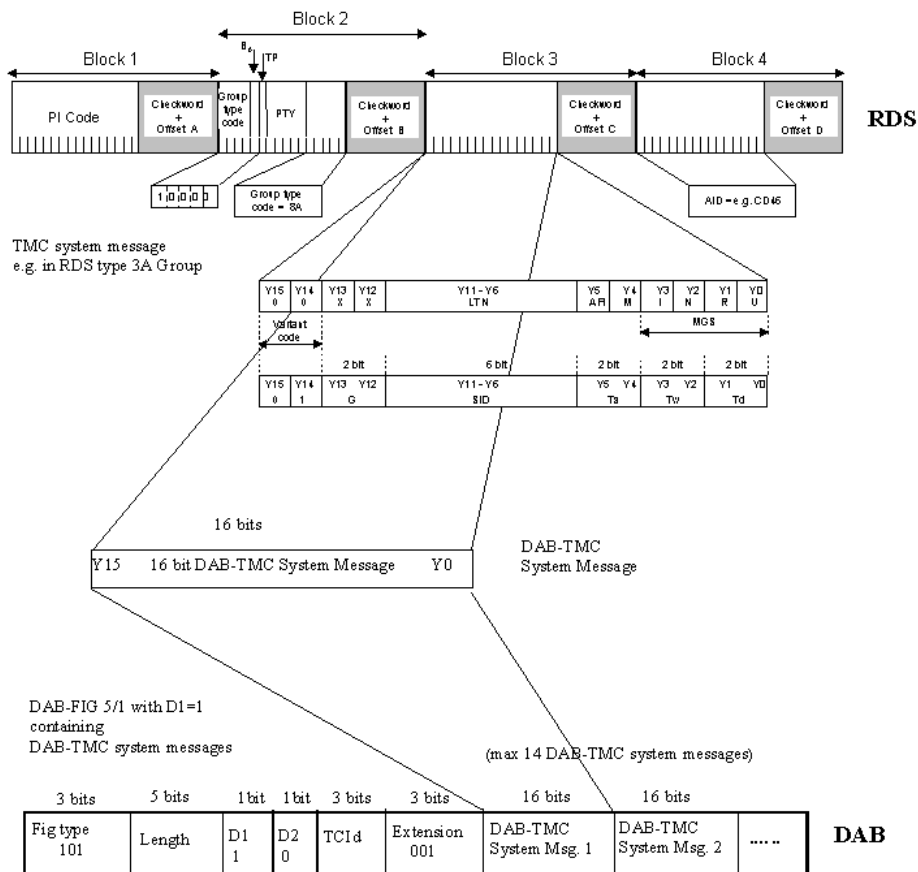 Block 2
B₀ TP
Block 1 Block 3 Block 4
PI Code
Checkword + Offset A
Group type code
PTY
Checkword + Offset B
Checkword + Offset C
Checkword + Offset D
RDS
1 0 0 0 0
Group type code = 8A
AID = e.g. CD46
TMC system message
e.g. in RDS type 3A Group
Y15 Y14 Y13 Y12 Y11 - Y6 Y5 Y4 Y3 Y2 Y1 Y0
0 0 X X LTN AFI M I N R U
Variant code
MGS
2 bit 6 bit 2 bit 2 bit 2 bit
Y15 Y14 Y13 Y12 Y11 - Y6 Y5 Y4 Y3 Y2 Y1 Y0
0 1 G SID Ta Tw Td
16 bits
Y15 16 bit DAB-TMC System Message Y0
DAB-TMC
System Message
DAB-FIG 5/1 with D1=1
containing
DAB-TMC system messages
(max 14 DAB-TMC system messages)
3 bits 5 bits 1bit 1bit 3 bits 3 bits 16 bits 16 bits
Fig type 101
Length
D1 1
D2 0
TCId
Extension 001
DAB-TMC System Msg. 1
DAB-TMC System Msg. 2
......
DAB